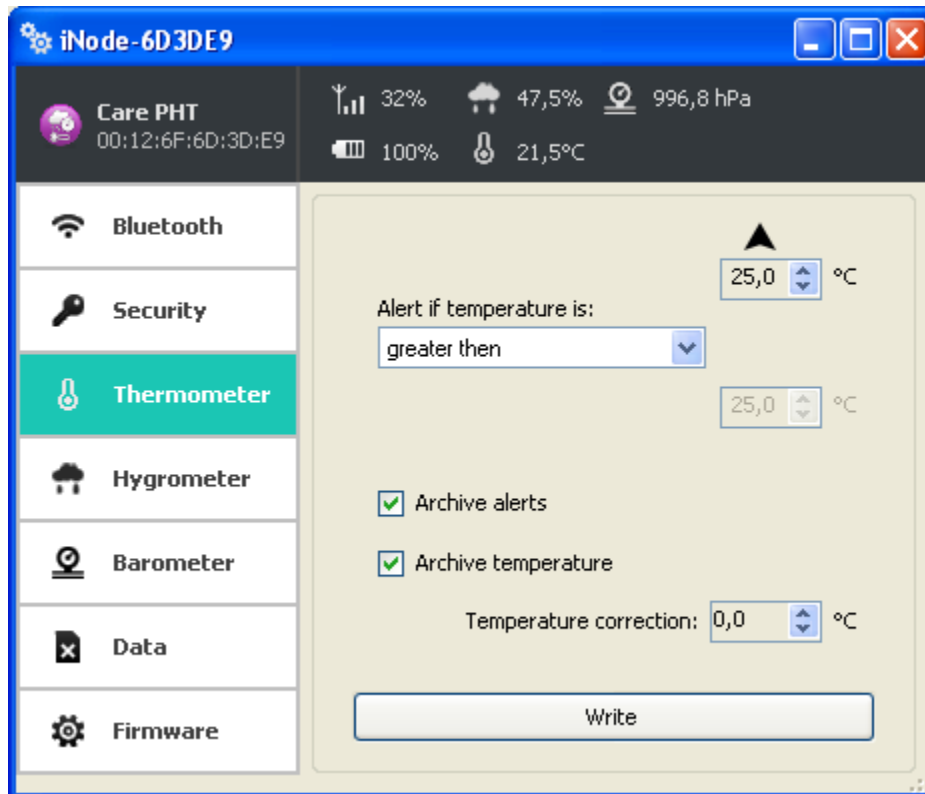 iNode-6D3DE9
Care PHT
00:12:6F:6D:3D:E9
32% 47,5% 996,8 hPa
100% 21,5°C
Bluetooth
Security
Thermometer
Hygrometer
Barometer
Data
Firmware
25,0 °C
Alert if temperature is:
greater then
25,0 °C
Archive alerts
Archive temperature
Temperature correction: 0,0 °C
Write